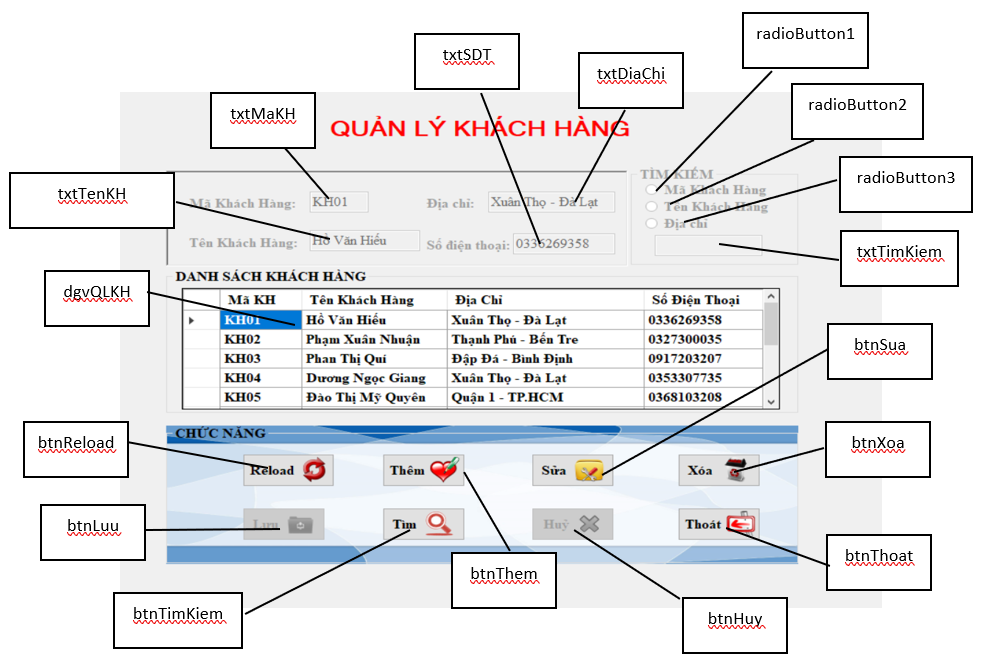 radioButton1
txtSDT
txtDiaChi
radioButton2
txtMaKH
QUẢN LÝ KHÁCH HÀNG
radioButton3
txtTenKH
TÌM KIẾM
Mã Khách Hàng: KH01 Địa chỉ: Xuân Thọ - Đà Lạt Mã Khách Hàng
Tên Khách Hàng
Địa chỉ
Tên Khách Hàng: Hồ Văn Hiếu Số điện thoại: 0336269358
txtTimKiem
DANH SÁCH KHÁCH HÀNG
dgvQLKH
Mã KH Tên Khách Hàng Địa Chỉ Số Điện Thoại
KH01 Hồ Văn Hiếu Xuân Thọ - Đà Lạt 0336269358
KH02 Phạm Xuân Nhuận Thạnh Phú - Bến Tre 0327300035
KH03 Phan Thị Quí Đập Đá - Bình Định 0917203207
KH04 Dương Ngọc Giang Xuân Thọ - Đà Lạt 0353307735
KH05 Đào Thị Mỹ Quyên Quận 1 - TP.HCM 0368103208
btnSua
CHỨC NĂNG
btnReload
btnXoa
Reload Thêm Sửa Xóa
btnLuu
Lưu Tìm Huỷ Thoát
btnThoat
btnThem
btnTimKiem
btnHuy